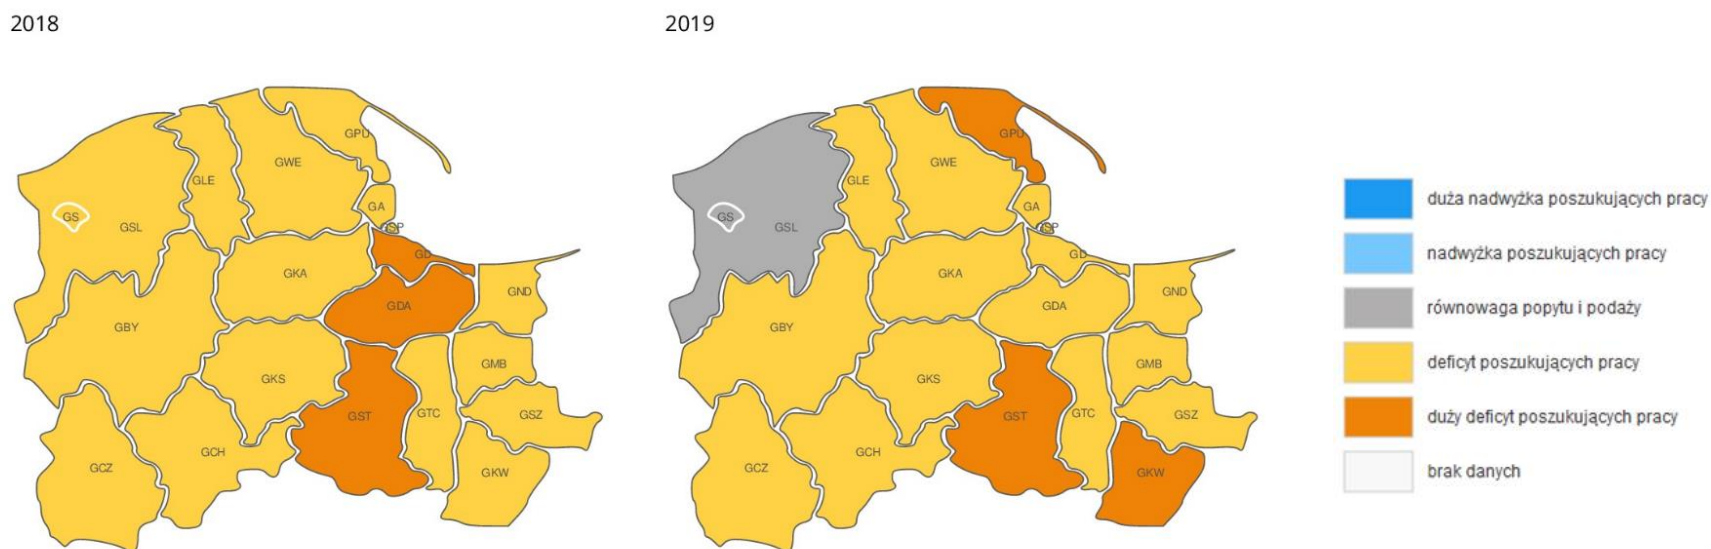 2018
2019
GPU
GWE
GLE
GA
GS
GSL
GSP
GD
GKA
GDA
GND
GBY
GMB
GKS
GST
GTC
GSZ
GCH
GCZ
GKW
GPU
GWE
GLE
GA
GS
GSL
GSP
GD
GKA
GDA
GND
GBY
GMB
GKS
GST
GTC
GSZ
GCH
GCZ
GKW
duża nadwyżka poszukujących pracy
nadwyżka poszukujących pracy
równowaga popytu i podaży
deficyt poszukujących pracy
duży deficyt poszukujących pracy
brak danych